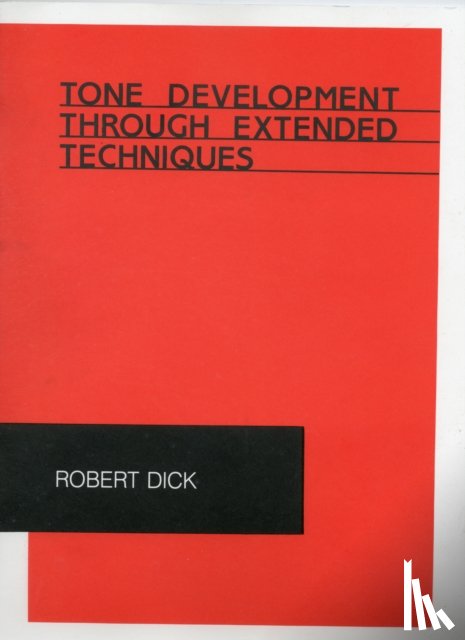 TONE DEVELOPMENT
THROUGH EXTENDED
TECHNIQUES
ROBERT DICK